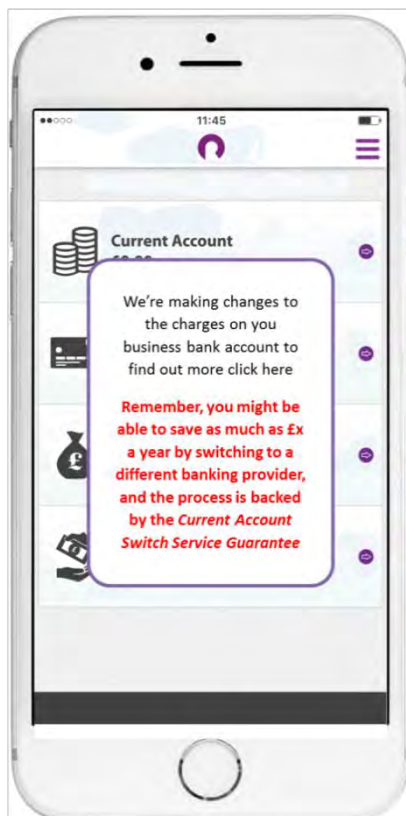 11:45
Current Account
We're making changes to
the charges on you
business bank account to
find out more click here
Remember, you might be
able to save as much as £x
a year by switching to a
different banking provider,
and the process is backed
by the Current Account
Switch Service Guarantee
£